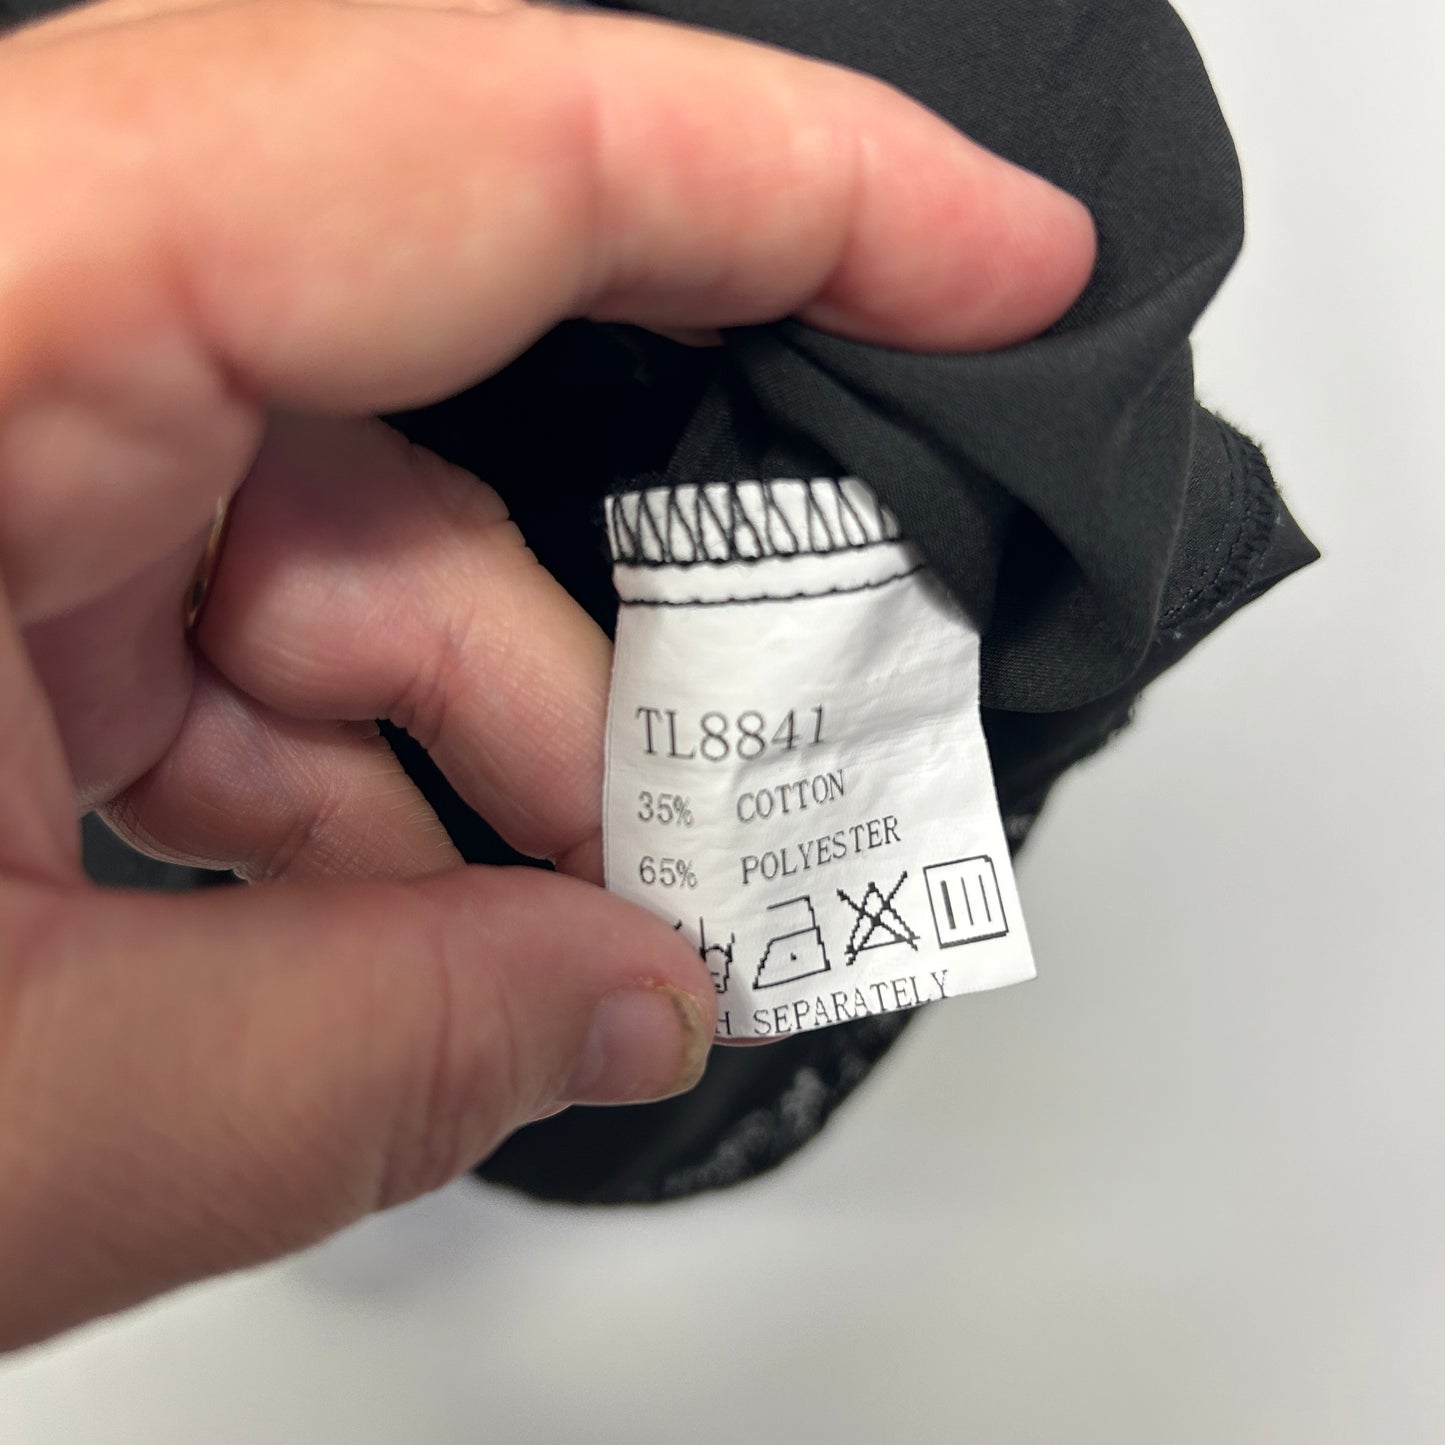 TL8841
35% COTTON
65% POLYESTER
SEPARATELY